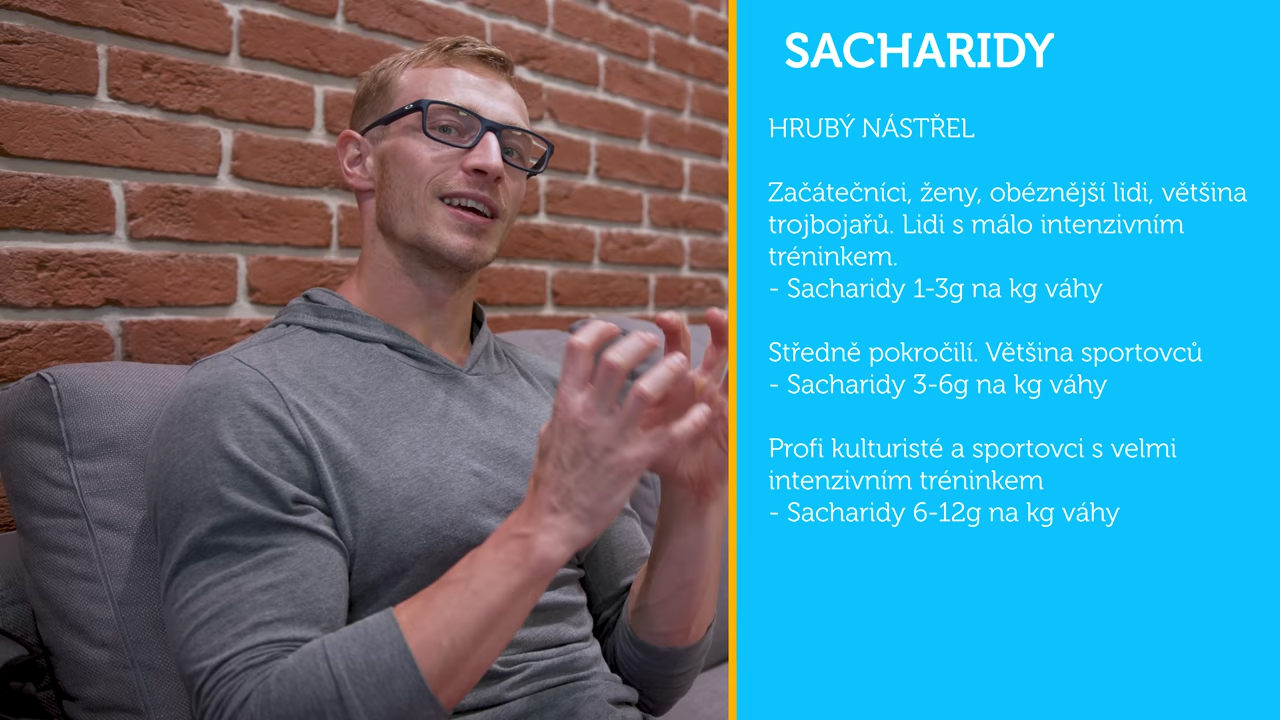 SACHARIDY
HRUBÝ NÁSTŘEL
Začátečníci, ženy, obéznější lidi, většina
trojbojařů. Lidi s málo intenzivním
tréninkem.
- Sacharidy 1-3g na kg váhy
Středně pokročilí. Většina sportovců
- Sacharidy 3-6g na kg váhy
Profi kulturisté a sportovci s velmi
intenzivním tréninkem
- Sacharidy 6-12g na kg váhy